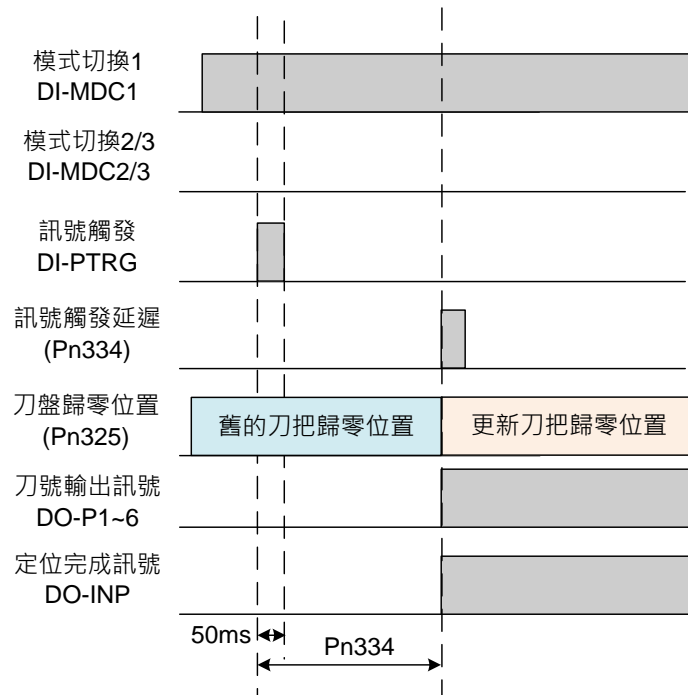 模式切換1
DI-MDC1
模式切換2/3
DI-MDC2/3
訊號觸發
DI-PTRG
訊號觸發延遲
(Pn334)
刀盤歸零位置
(Pn325)
舊的刀把歸零位置
更新刀把歸零位置
刀號輸出訊號
DO-P1~6
定位完成訊號
DO-INP
50ms
Pn334